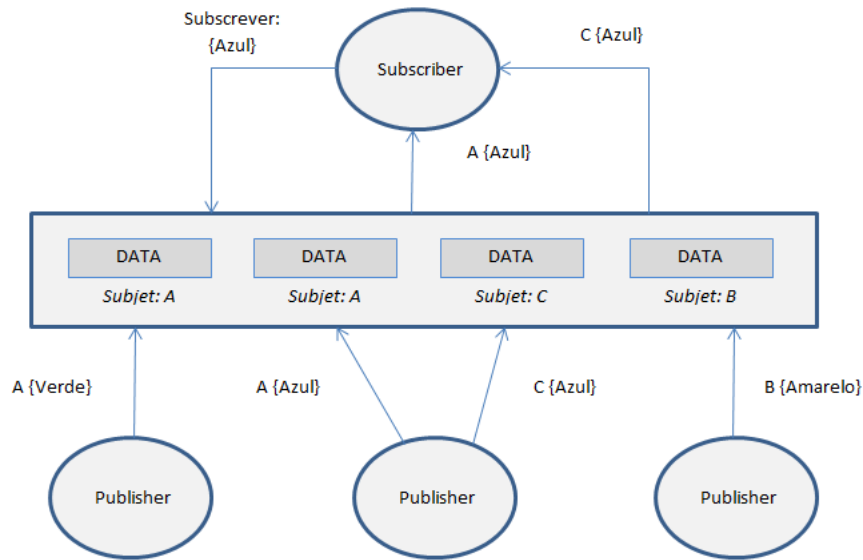 Subscrever:
{Azul}
Subscriber
C {Azul}
A {Azul}
DATA
DATA
DATA
DATA
Subjet: A
Subjet: A
Subjet: C
Subjet: B
A {Verde}
A {Azul}
C {Azul}
B {Amarelo}
Publisher
Publisher
Publisher